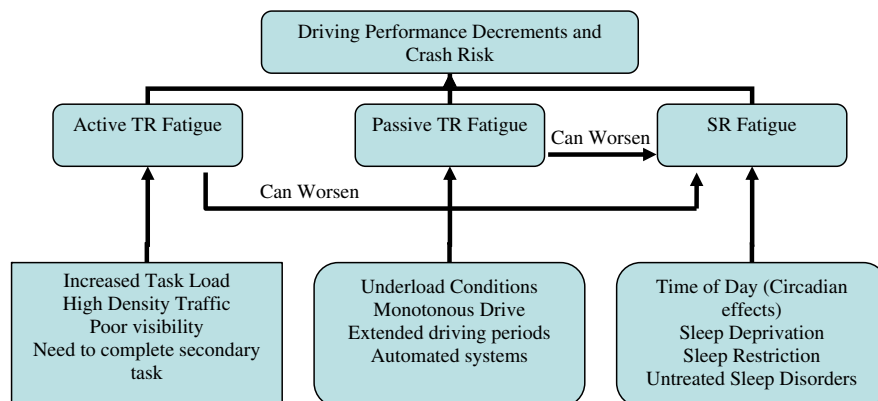 Driving Performance Decrements and
Crash Risk
Active TR Fatigue
Passive TR Fatigue
Can Worsen
SR Fatigue
Can Worsen
Increased Task Load
High Density Traffic
Poor visibility
Need to complete secondary
task
Underload Conditions
Monotonous Drive
Extended driving periods
Automated systems
Time of Day (Circadian
effects)
Sleep Deprivation
Sleep Restriction
Untreated Sleep Disorders